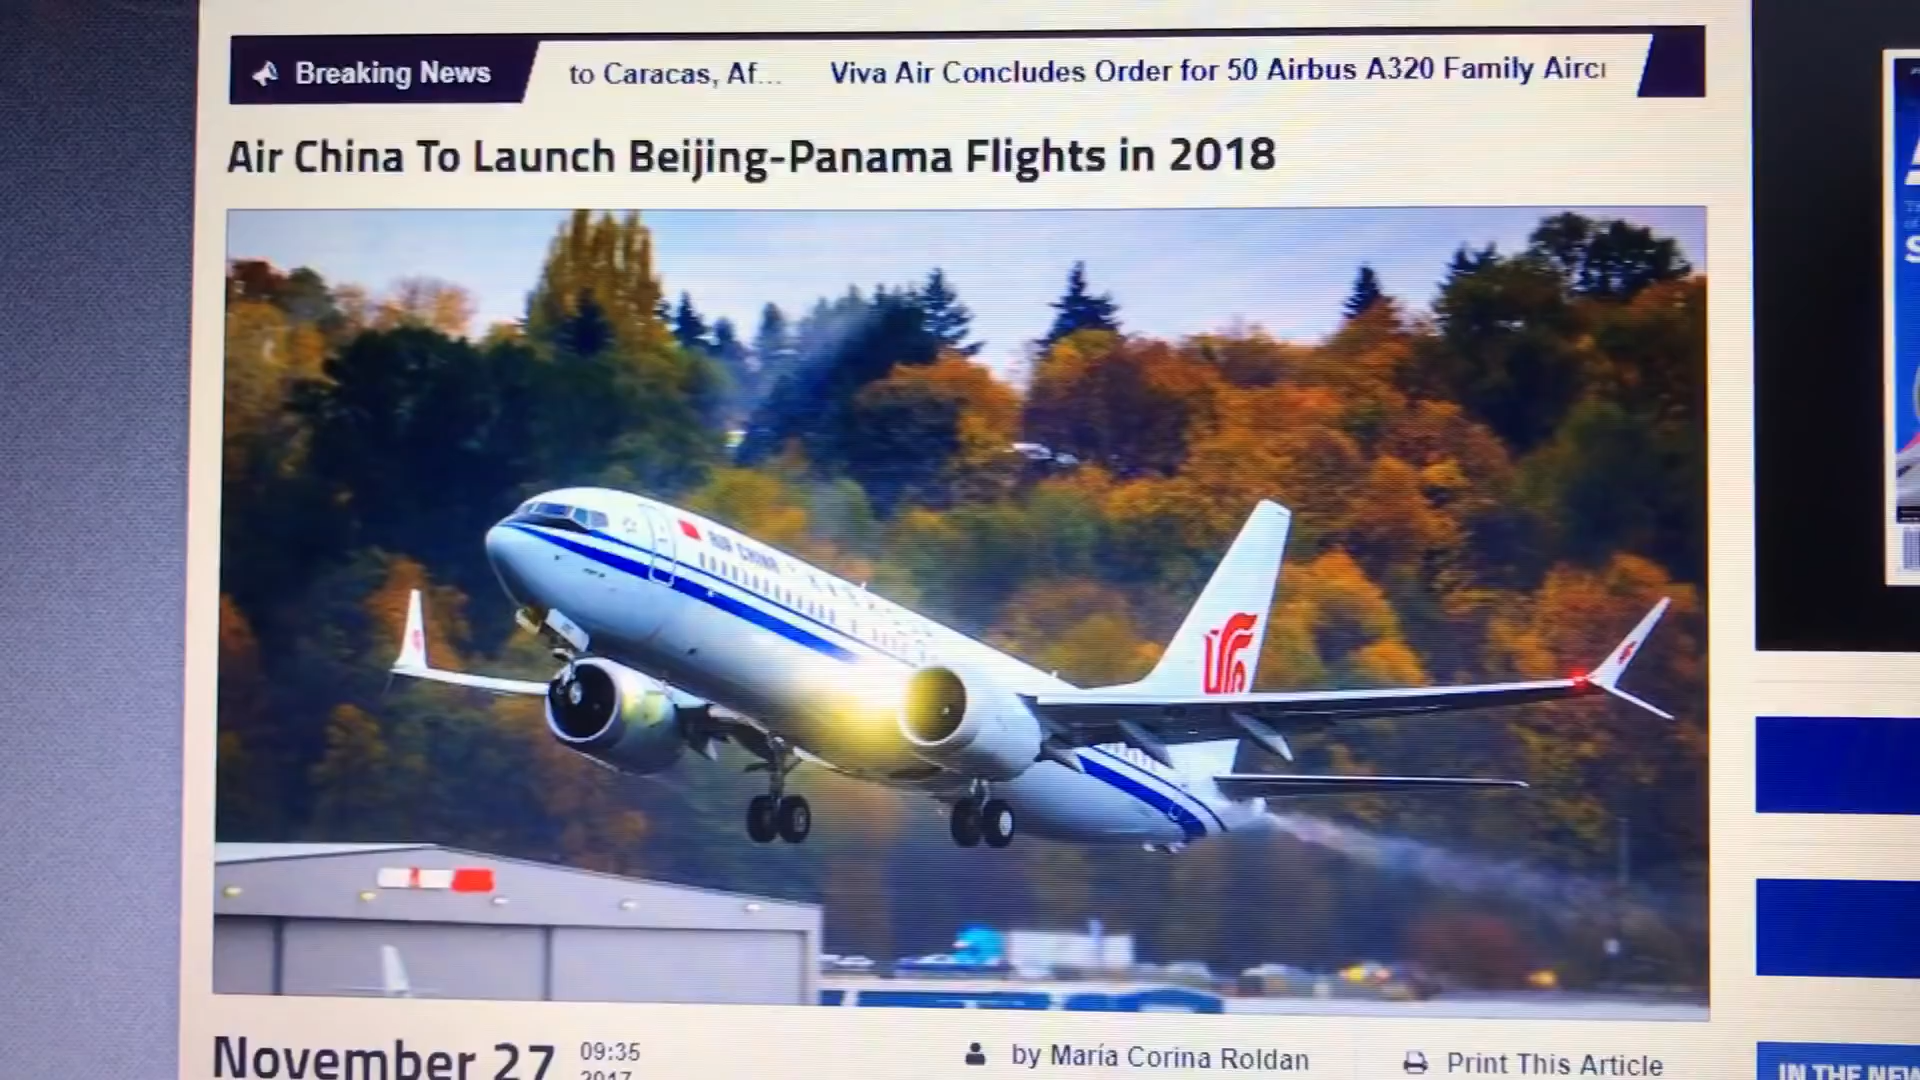 Breaking News
to Caracas, Af...
Viva Air Concludes Order for 50 Airbus A320 Family Airc
Air China To Launch Beijing-Panama Flights in 2018
AIR CHINA
November 27
09:35
2017
by María Corina Roldan
Print This Article
IN THE NEW